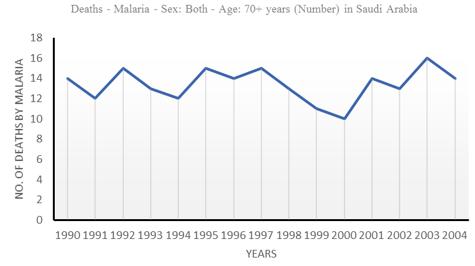 Deaths - Malaria - Sex: Both - Age: 70+ years (Number) in Saudi Arabia
18
16
14
12
10
8
6
4
2
0
NO. OF DEATHS BY MALARIA
1990 1991 1992 1993 1994 1995 1996 1997 1998 1999 2000 2001 2002 2003 2004
YEARS